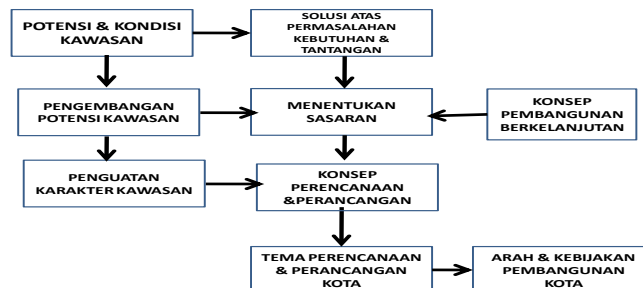 POTENSI & KONDISI
KAWASAN
SOLUSI ATAS
PERMASALAHAN
KEBUTUHAN &
TANTANGAN
PENGEMBANGAN
POTENSI KAWASAN
MENENTUKAN
SASARAN
KONSEP
PEMBANGUNAN
BERKELANJUTAN
PENGUATAN
KARAKTER KAWASAN
KONSEP
PERENCANAAN
&PERANCANGAN
TEMA PERENCANAAN
& PERANCANGAN
KOTA
ARAH & KEBIJAKAN
PEMBANGUNAN
KOTA